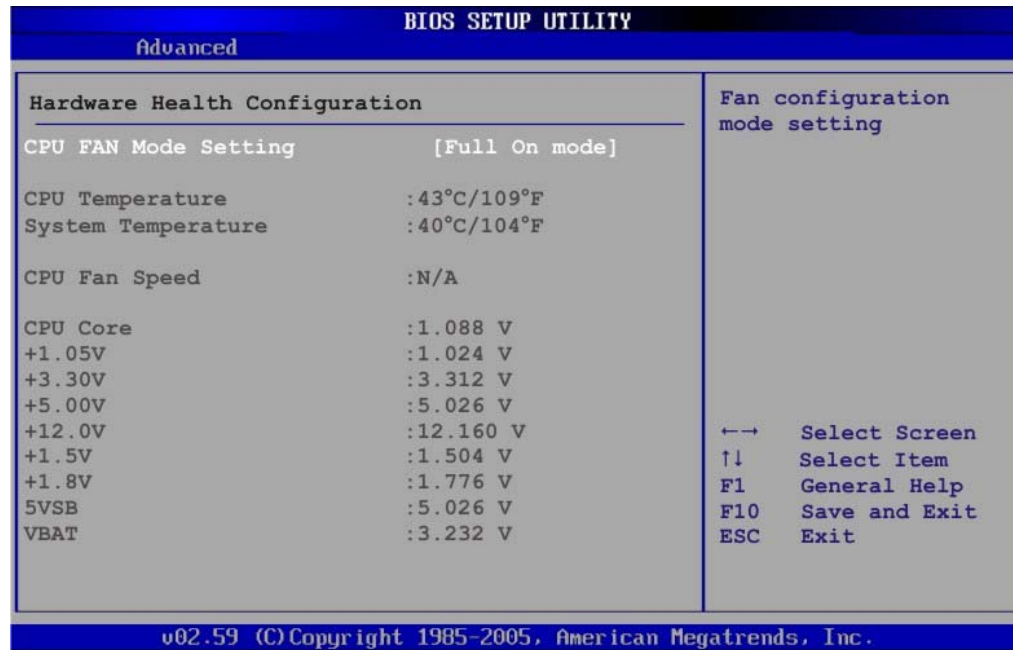 BIOS SETUP UTILITY
Advanced
Hardware Health Configuration
CPU FAN Mode Setting [Full On mode]
CPU Temperature :43°C/109°F
System Temperature :40°C/104°F
CPU Fan Speed :N/A
CPU Core :1.088 V
+1.05V :1.024 V
+3.30V :3.312 V
+5.00V :5.026 V
+12.0V :12.160 V
+1.5V :1.504 V
+1.8V :1.776 V
5VSB :5.026 V
VBAT :3.232 V
Fan configuration
mode setting
←→ Select Screen
↑↓ Select Item
F1 General Help
F10 Save and Exit
ESC Exit
v02.59 (C)Copyright 1985-2005, American Megatrends, Inc.